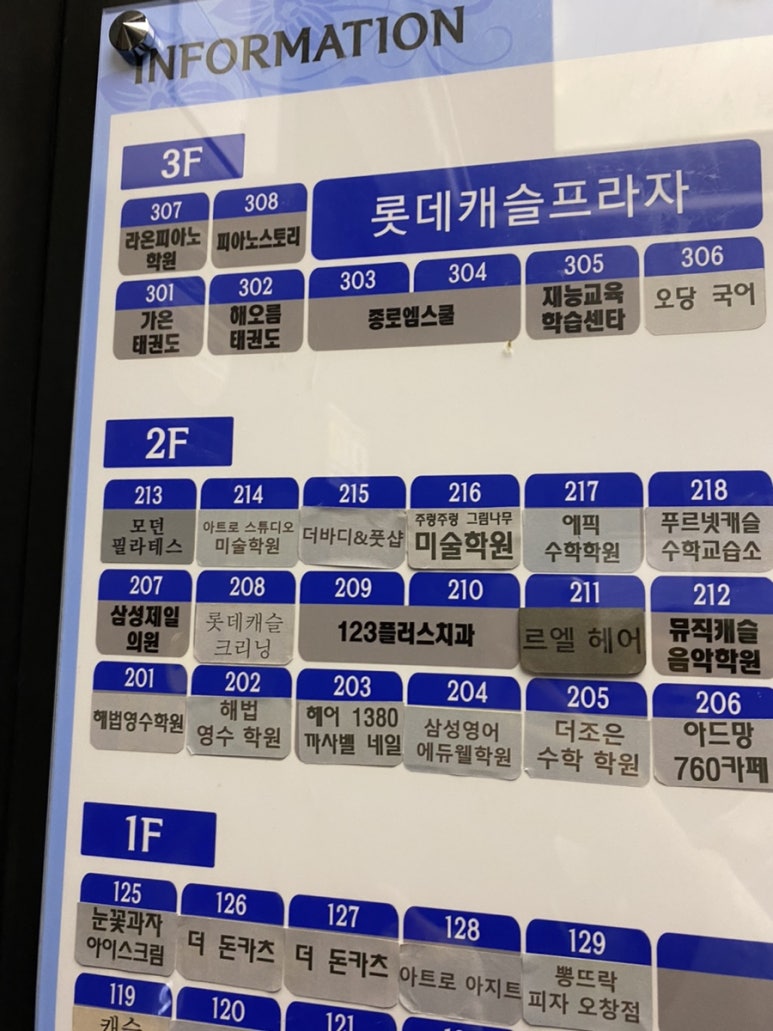 INFORMATION
3F
롯데캐슬프라자
307
라온피아노
학원
308
피아노스토리
301
가온
태권도
302
해오름
태권도
303
304
종로엠스쿨
305
재능교육
학습센타
306
오당 국어
2F
213
모던
필라테스
214
아트로 스튜디오
미술학원
215
더바디&풋샵
216
주렁주렁 그림나무
미술학원
217
에픽
수학학원
218
푸르넷캐슬
수학교습소
207
삼성제일
의원
208
롯데캐슬
크리닝
209
210
123플러스치과
211
르엘 헤어
212
뮤직캐슬
음악학원
201
해법영수학원
202
해법
영수 학원
203
헤어 1380
까사벨 네일
204
삼성영어
에듀웰학원
205
더조은
수학 학원
206
아드망
760카페
1F
125
눈꽃과자
아이스크림
126
더 돈카츠
127
더 돈카츠
128
아트로 아지트
129
뽕뜨락
피자 오창점
119
캐슬
120
121